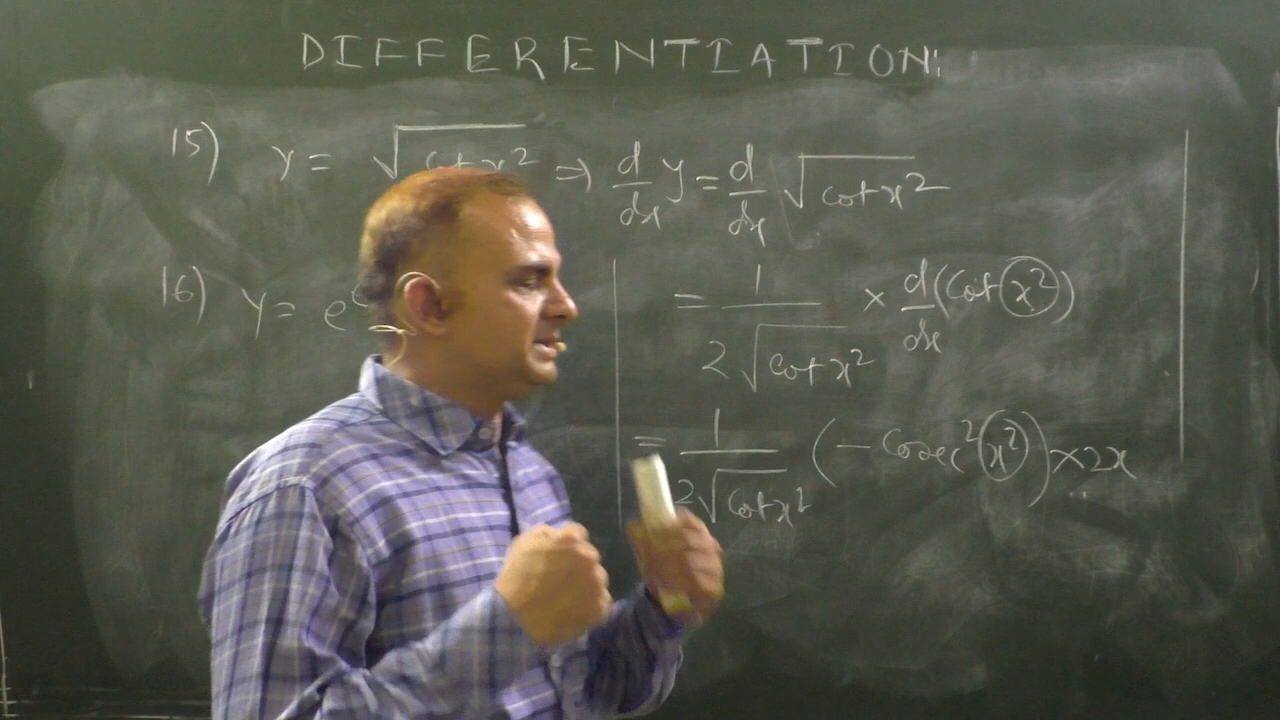 DIFFERENTIATION:
15) y = √cot x² ⇒ d/dx y = d/dx √cot x²
16) y = e
= 1/(2√cot x²) × d/dx (cot x²)
= 1/(2√cot x²) (-cosec² x²) × 2x